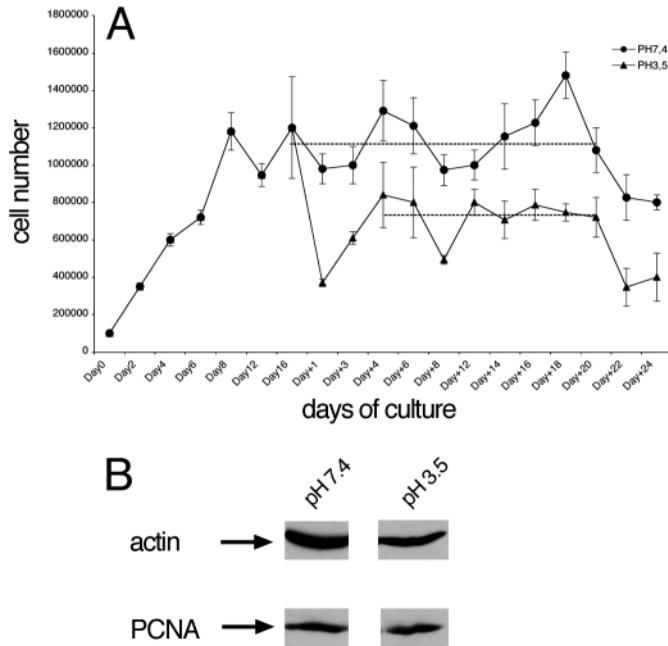 A
1800000
1600000
1400000
1200000
1000000
800000
600000
400000
200000
0
cell number
PH7,4
PH3,5
Day0
Day2
Day4
Day6
Day8
Day12
Day16
Day+1
Day+3
Day+4
Day+6
Day+8
Day+12
Day+14
Day+16
Day+18
Day+20
Day+22
Day+24
days of culture
B
pH 7.4
pH 3.5
actin
PCNA